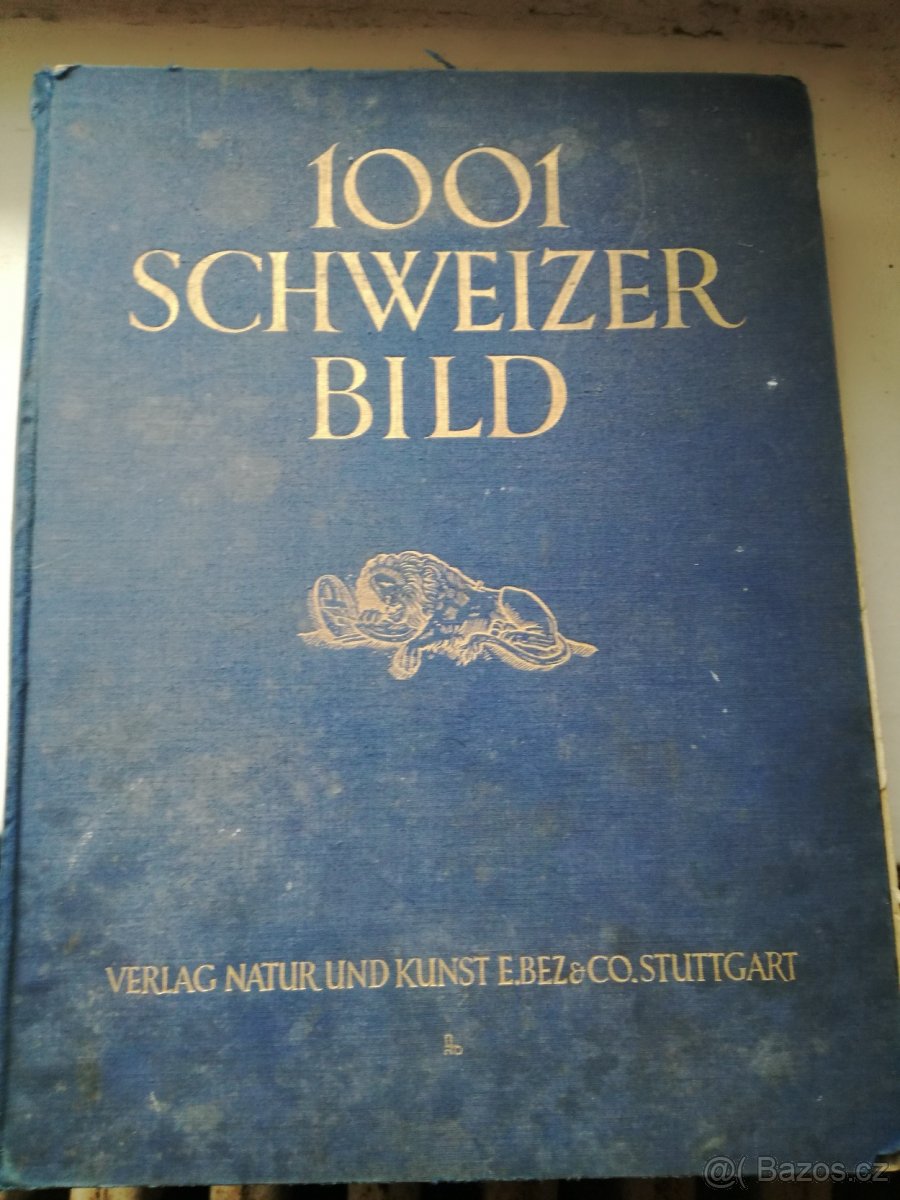 1001
SCHWEIZER
BILD
VERLAG NATUR UND KUNST E.BEZ & CO. STUTTGART
@( Bazos.cz